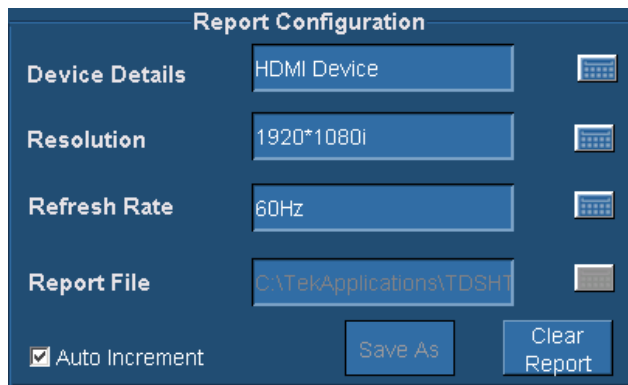 Report Configuration
Device Details HDMI Device
Resolution 1920*1080i
Refresh Rate 60Hz
Report File C:\TekApplications\TDSHT
Auto Increment Save As Clear Report